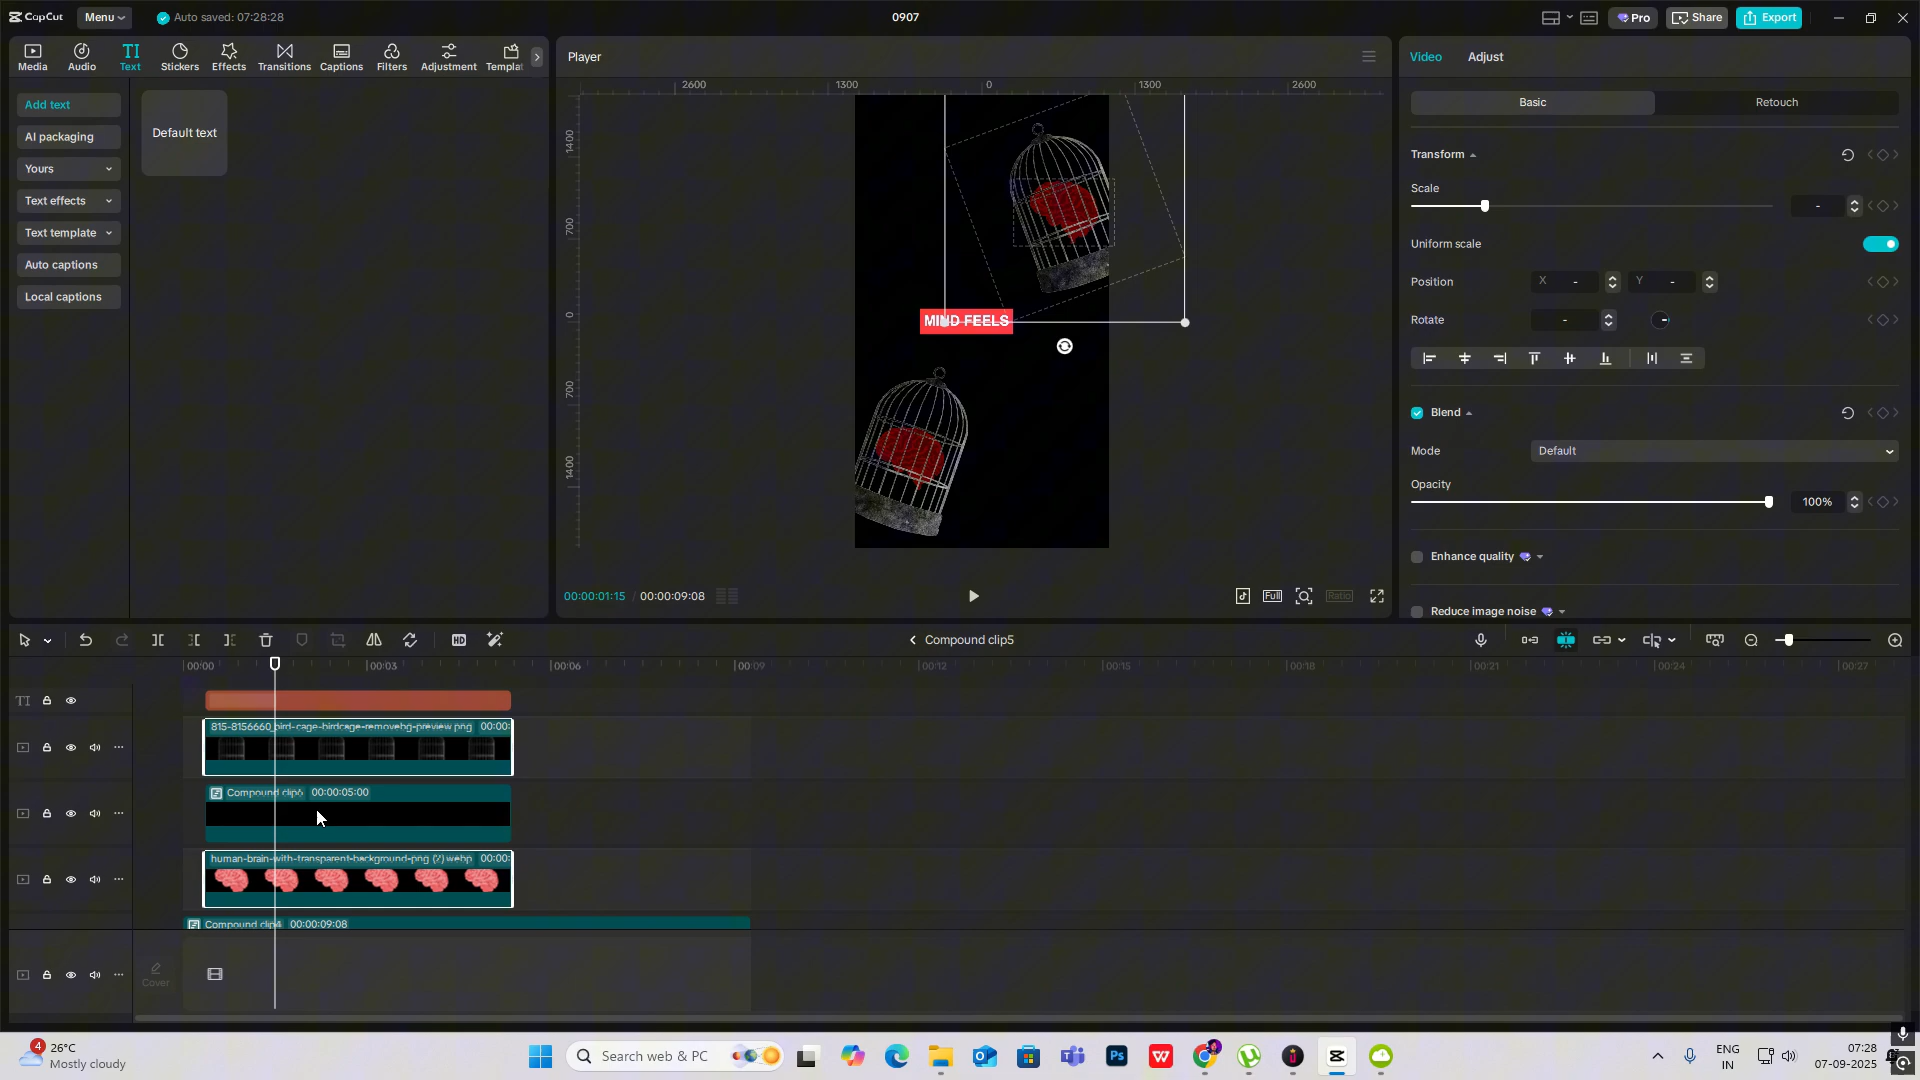 CapCut
Menu
Auto saved: 07:28:28
0907
Pro
Share
Export
Media
Audio
TI
Text
Stickers
Effects
Transitions
Captions
Filters
Adjustment
Templat
Add text
AI packaging
Yours
Text effects
Text template
Auto captions
Local captions
Default text
Player
2600
1300
0
1300
2600
1400
700
0
700
1400
MIND FEELS
00:00:01:15 / 00:00:09:08
Full
Ratio
Video
Adjust
Basic
Retouch
Transform
Scale
-
Uniform scale
Position
X -
Y -
Rotate
-
Blend
Mode
Default
Opacity
100%
Enhance quality
Reduce image noise
HD
Compound clip5
00:00
00:03
00:06
00:09
00:12
00:15
00:18
00:21
00:24
00:27
TI
815-8156660_bird-cage-birdcage-removebg-preview.png 00:00:
Compound clip6 00:00:05:00
human-brain-with-transparent-background-png (2).webp 00:00:
Compound clip4 00:00:09:08
Cover
4
26°C
Mostly cloudy
Search web & PC
Ps
W
ENG
IN
07:28
07-09-2025